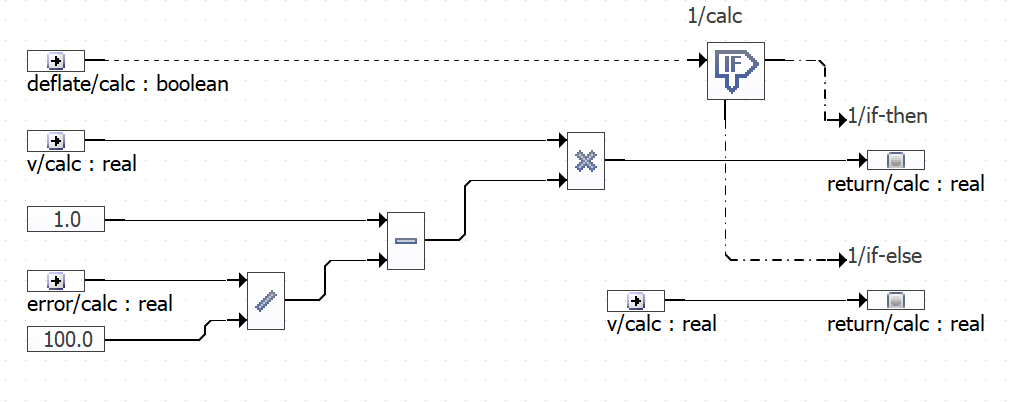 1/calc
IF
deflate/calc : boolean
1/if-then
v/calc : real
return/calc : real
1.0
1/if-else
error/calc : real
v/calc : real
return/calc : real
100.0